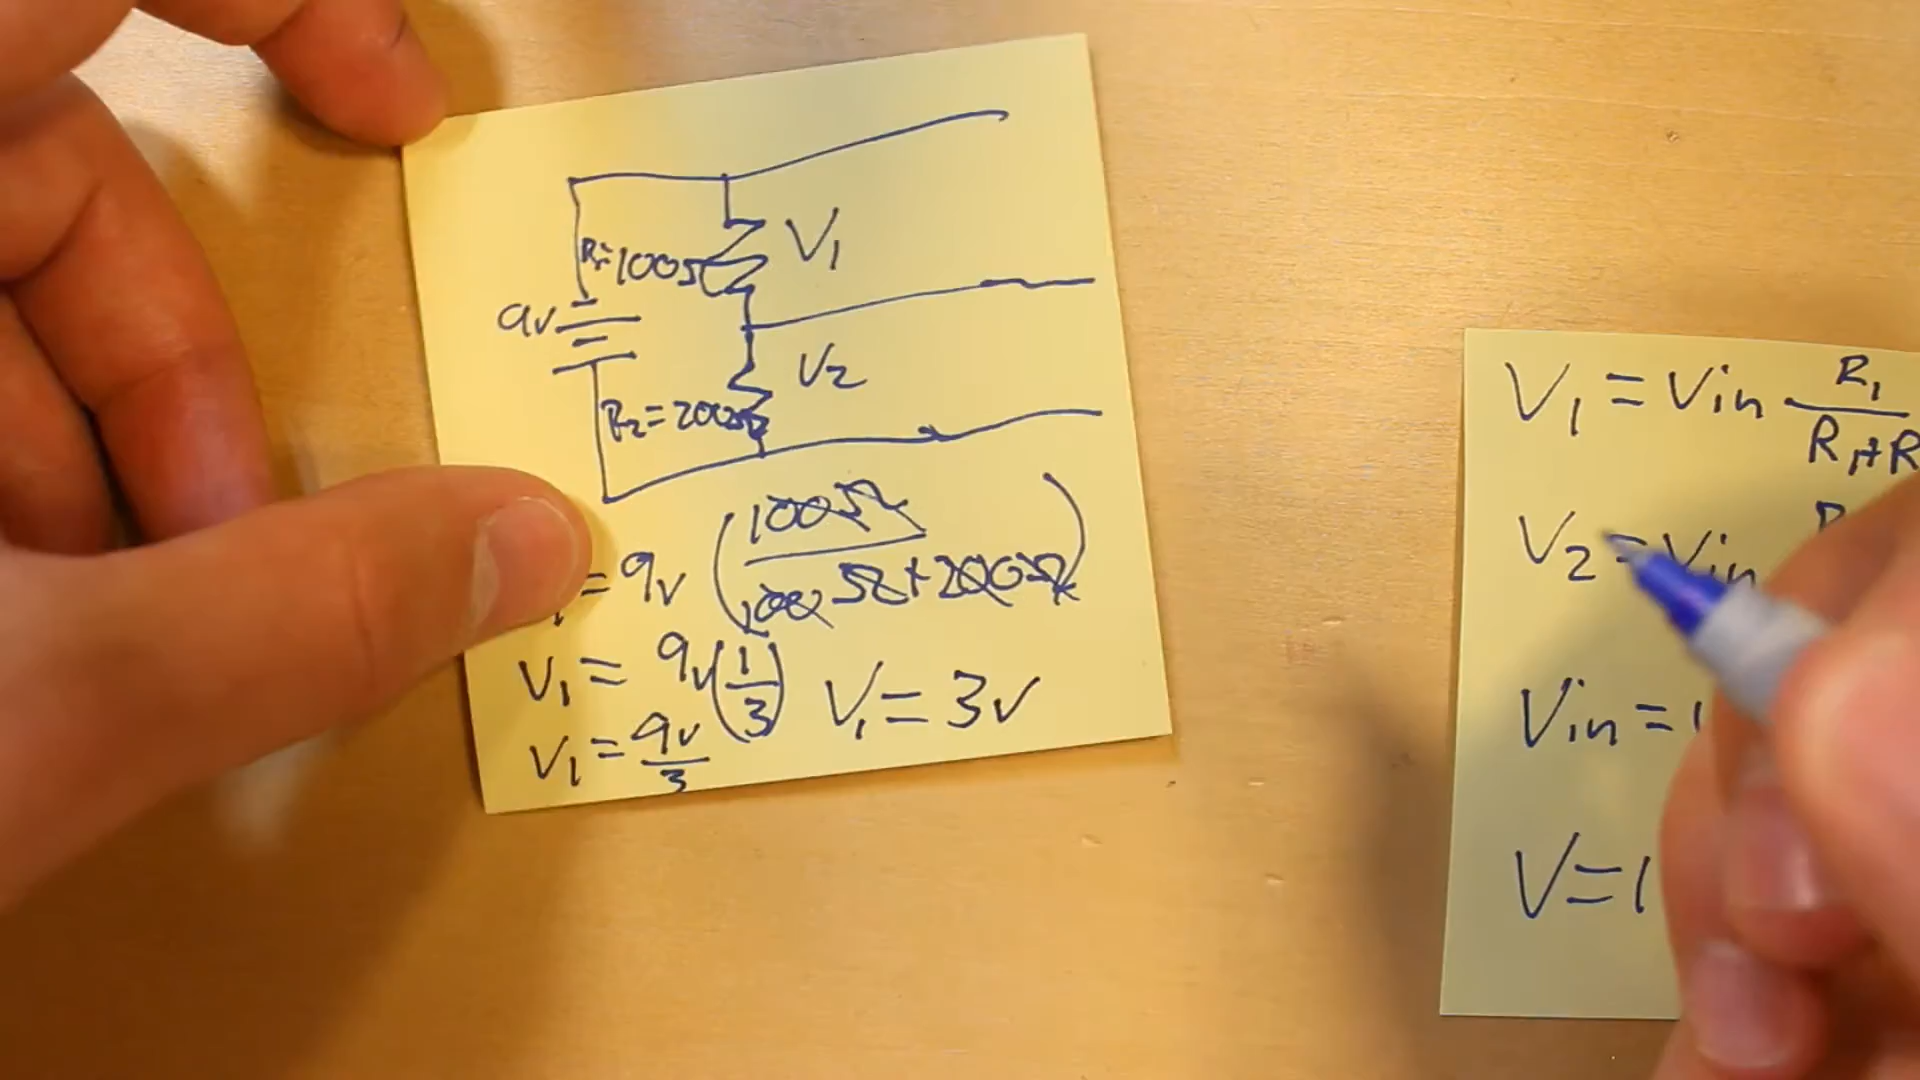 V1
R1=100Ω
9v
V2
R2=200Ω
= 9v (100Ω / 100Ω+200Ω)
V1 = 9v(1/3)
V1 = 3v
V1 = 9v/3
V1 = Vin R1 / R1+R
V2 = Vin
Vin = 1
V=1